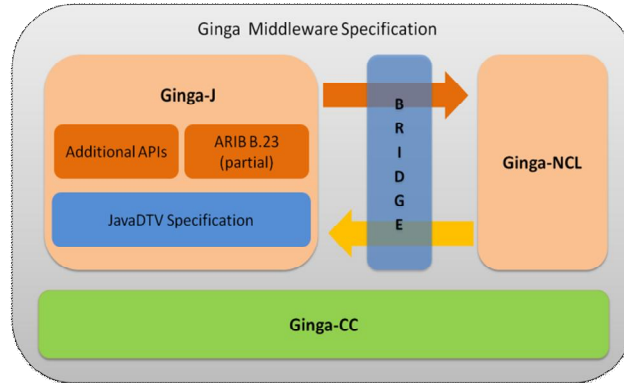 Ginga Middleware Specification
Ginga-J
Additional APIs
ARIB B.23
(partial)
JavaDTV Specification
B
R
I
D
G
E
Ginga-NCL
Ginga-CC